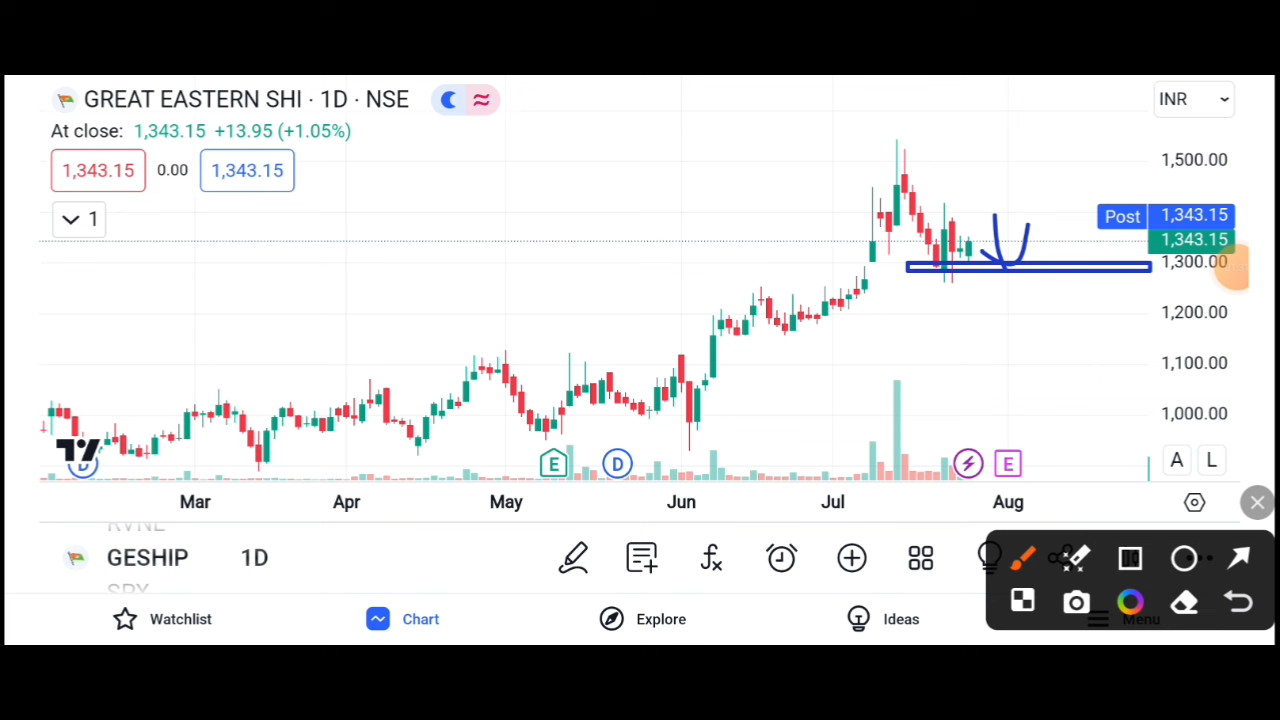 GREAT EASTERN SHI · 1D · NSE
INR
At close: 1,343.15 +13.95 (+1.05%)
1,343.15 0.00 1,343.15
1
1,500.00
Post 1,343.15
1,343.15
1,300.00
1,200.00
1,100.00
1,000.00
D E D E
A L
Mar Apr May Jun Jul Aug
RVNL
GESHIP 1D
SPY
Watchlist Chart Explore Ideas Menu